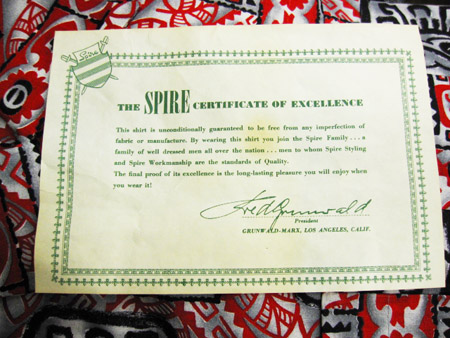 Spire
THE SPIRE CERTIFICATE OF EXCELLENCE
This shirt is unconditionally guaranteed to be free from any imperfection
of fabric or manufacture. By wearing this shirt you join the Spire Family . . . a
family of well dressed men all over the nation . . . men to whom Spire Styling
and Spire Workmanship are the standards of Quality.
The final proof of its excellence is the long-lasting pleasure you will enjoy when
you wear it!
Fred Grunwald
President
GRUNWALD-MARX, LOS ANGELES, CALIF.